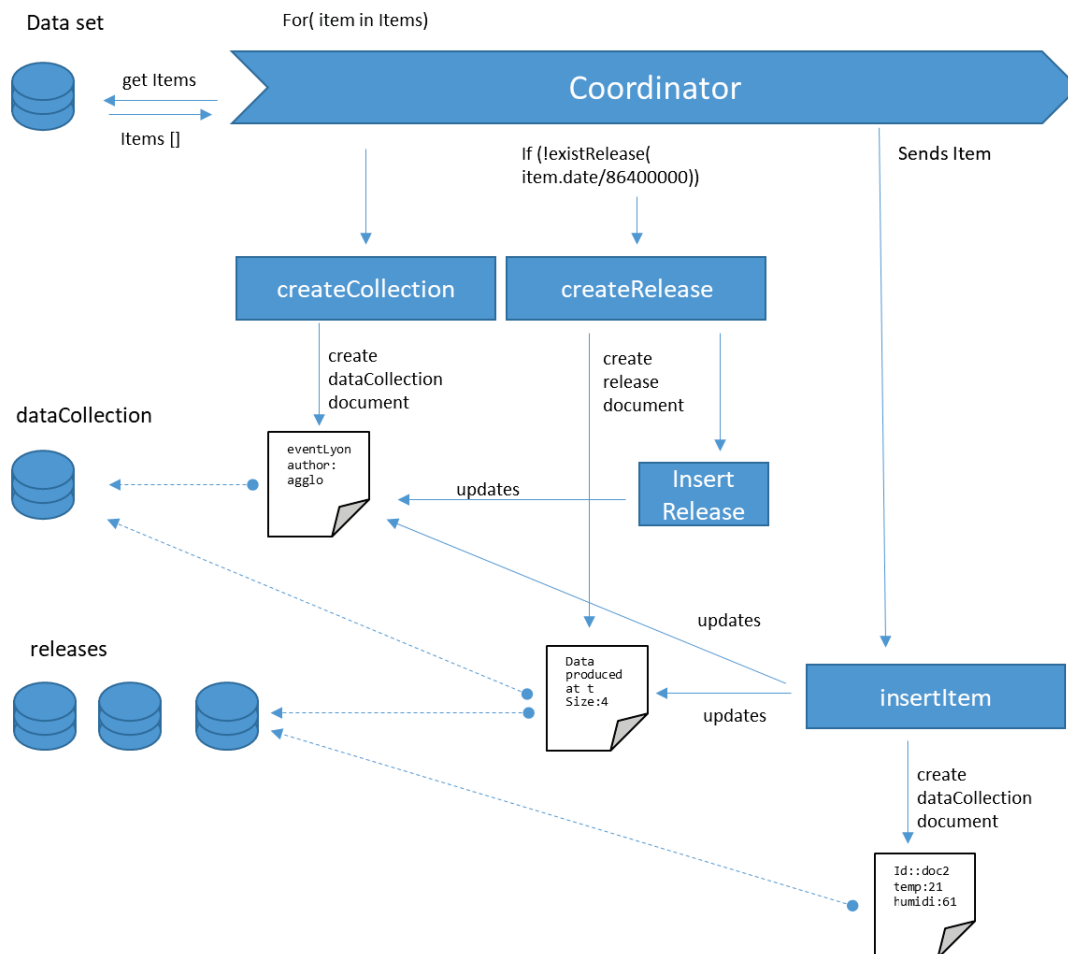 Data set
For( item in Items)
get Items
Items []
Coordinator
If (!existRelease(
item.date/86400000))
Sends Item
createCollection
createRelease
create
dataCollection
document
create
release
document
dataCollection
eventLyon
author:
agglo
updates
Insert
Release
updates
releases
Data
produced
at t
Size:4
updates
insertItem
create
dataCollection
document
Id::doc2
temp:21
humidi:61